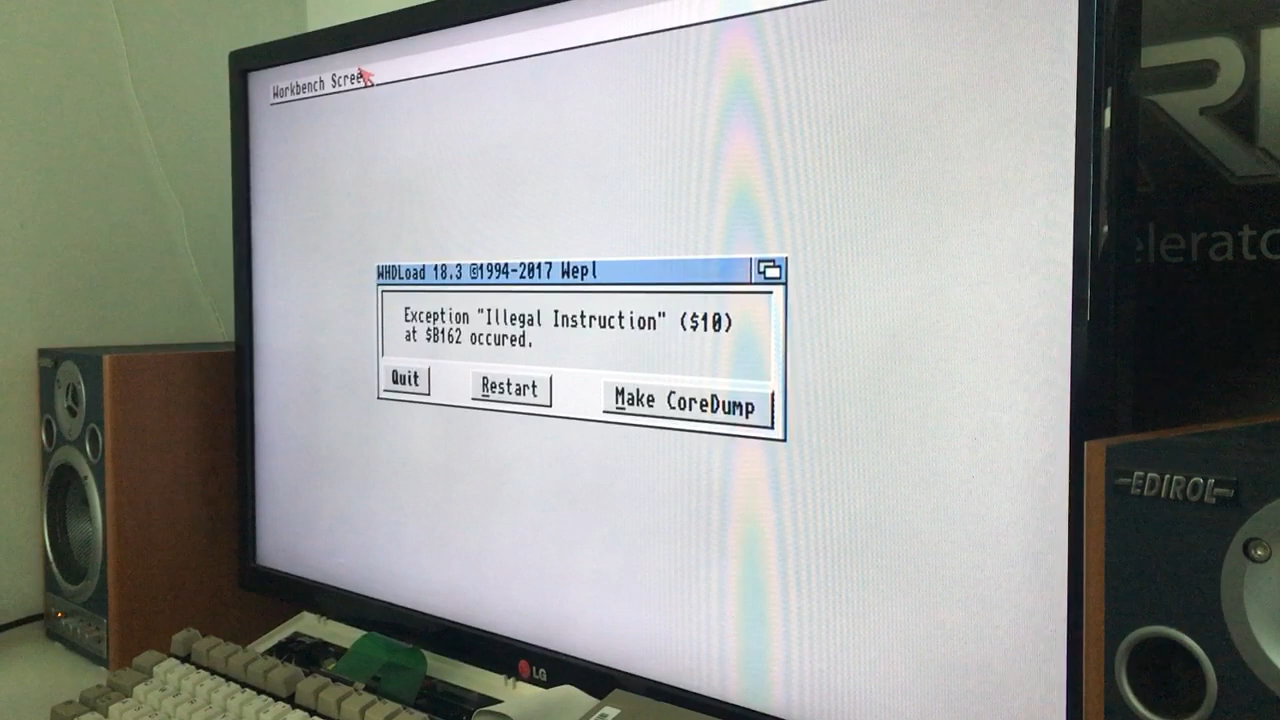 Workbench Scree
WHDLoad 18.3 ©1994-2017 Wepl
Exception "Illegal Instruction" ($10)
at $B162 occured.
Quit
Restart
Make CoreDump
LG
EDIROL
elerato